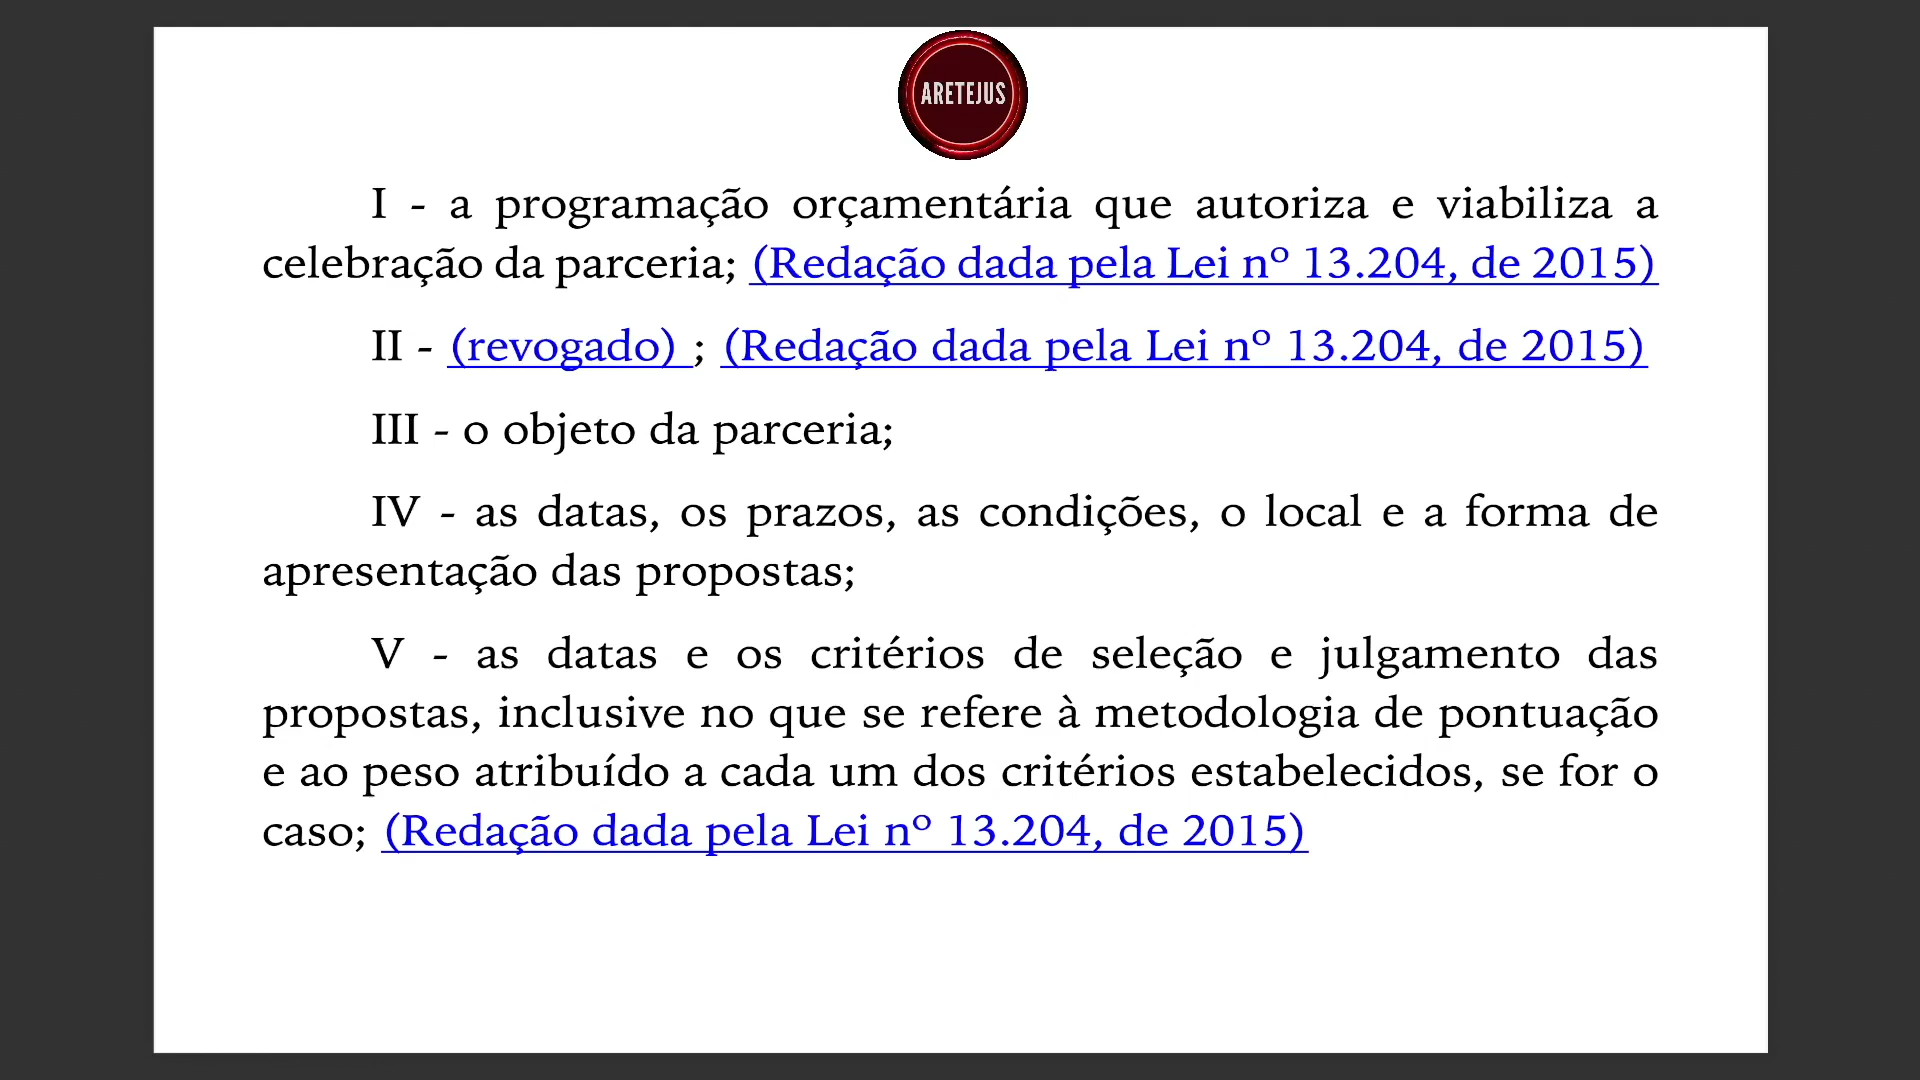 ARETEJUS
I - a programação orçamentária que autoriza e viabiliza a
celebração da parceria; (Redação dada pela Lei nº 13.204, de 2015)
II - (revogado) ; (Redação dada pela Lei nº 13.204, de 2015)
III - o objeto da parceria;
IV - as datas, os prazos, as condições, o local e a forma de
apresentação das propostas;
V - as datas e os critérios de seleção e julgamento das
propostas, inclusive no que se refere à metodologia de pontuação
e ao peso atribuído a cada um dos critérios estabelecidos, se for o
caso; (Redação dada pela Lei nº 13.204, de 2015)